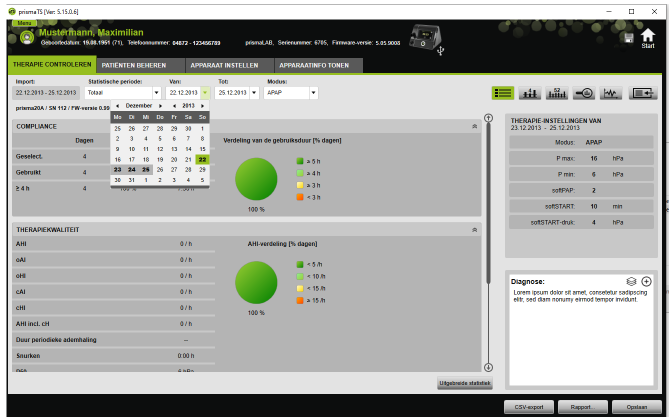 prismaTS [Ver: 5.15.0.6]
Menu
Mustermann, Maximilian
Geboortedatum: 19.08.1951 (71), Telefoonnummer: 04872 - 123456789
prismaLAB, Serienummer: 6705, Firmware-versie: 5.05.9008
Start
THERAPIE CONTROLEREN
PATIËNTEN BEHEREN
APPARAAT INSTELLEN
APPARAATINFO TONEN
Import:
Statistische periode:
Van:
Tot:
Modus:
22.12.2013 - 25.12.2013
Totaal
22.12.2013
25.12.2013
APAP
52
prisma20A / SN 112 / FW-versie 0.99
Dezember
2013
Mo Di Mi Do Fr Sa So
25 26 27 28 29 30 1
2 3 4 5 6 7 8
9 10 11 12 13 14 15
16 17 18 19 20 21 22
23 24 25 26 27 28 29
30 31 1 2 3 4 5
COMPLIANCE
Dagen
Geselect. 4
Gebruikt 4
≥ 4 h 4 100 %
Verdeling van de gebruiksduur [% dagen]
≥ 5 h
≥ 4 h
≥ 3 h
< 3 h
100 %
THERAPIEKWALITEIT
AHI 0 / h
oAI 0 / h
oHI 0 / h
cAI 0 / h
cHI 0 / h
AHI incl. cH 0 / h
Duur periodieke ademhaling --
Snurken 0:00 h
AHI-verdeling [% dagen]
< 5 /h
< 10 /h
< 15 /h
≥ 15 /h
100 %
Uitgebreide statistiek
THERAPIE-INSTELLINGEN VAN
23.12.2013 - 25.12.2013
Modus: APAP
P max: 16 hPa
P min: 6 hPa
softPAP: 2
softSTART: 10 min
softSTART-druk: 4 hPa
Diagnose:
Lorem ipsum dolor sit amet, consetetur sadipscing
elitr, sed diam nonumy eirmod tempor invidunt.
CSV-export
Rapport...
Opslaan